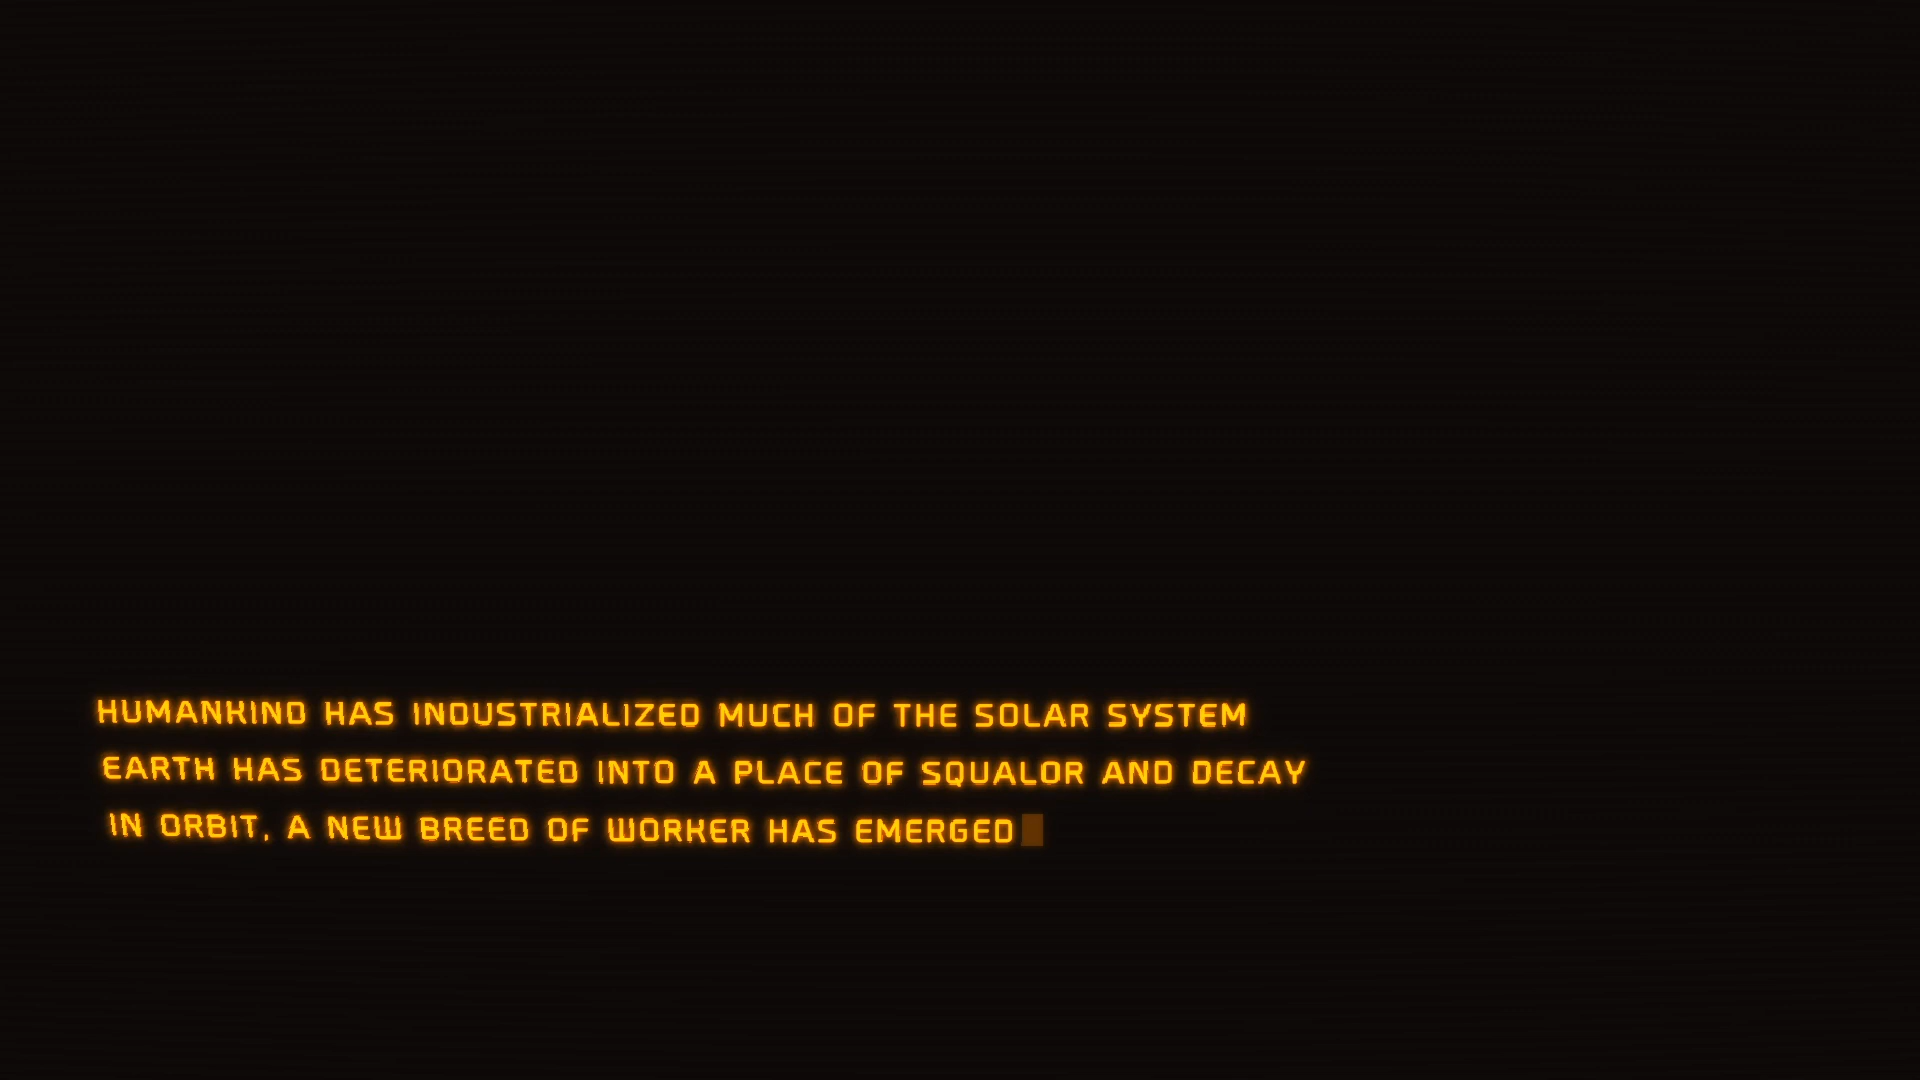 HUMANKIND HAS INDUSTRIALIZED MUCH OF THE SOLAR SYSTEM
EARTH HAS DETERIORATED INTO A PLACE OF SQUALOR AND DECAY
IN ORBIT, A NEW BREED OF WORKER HAS EMERGED